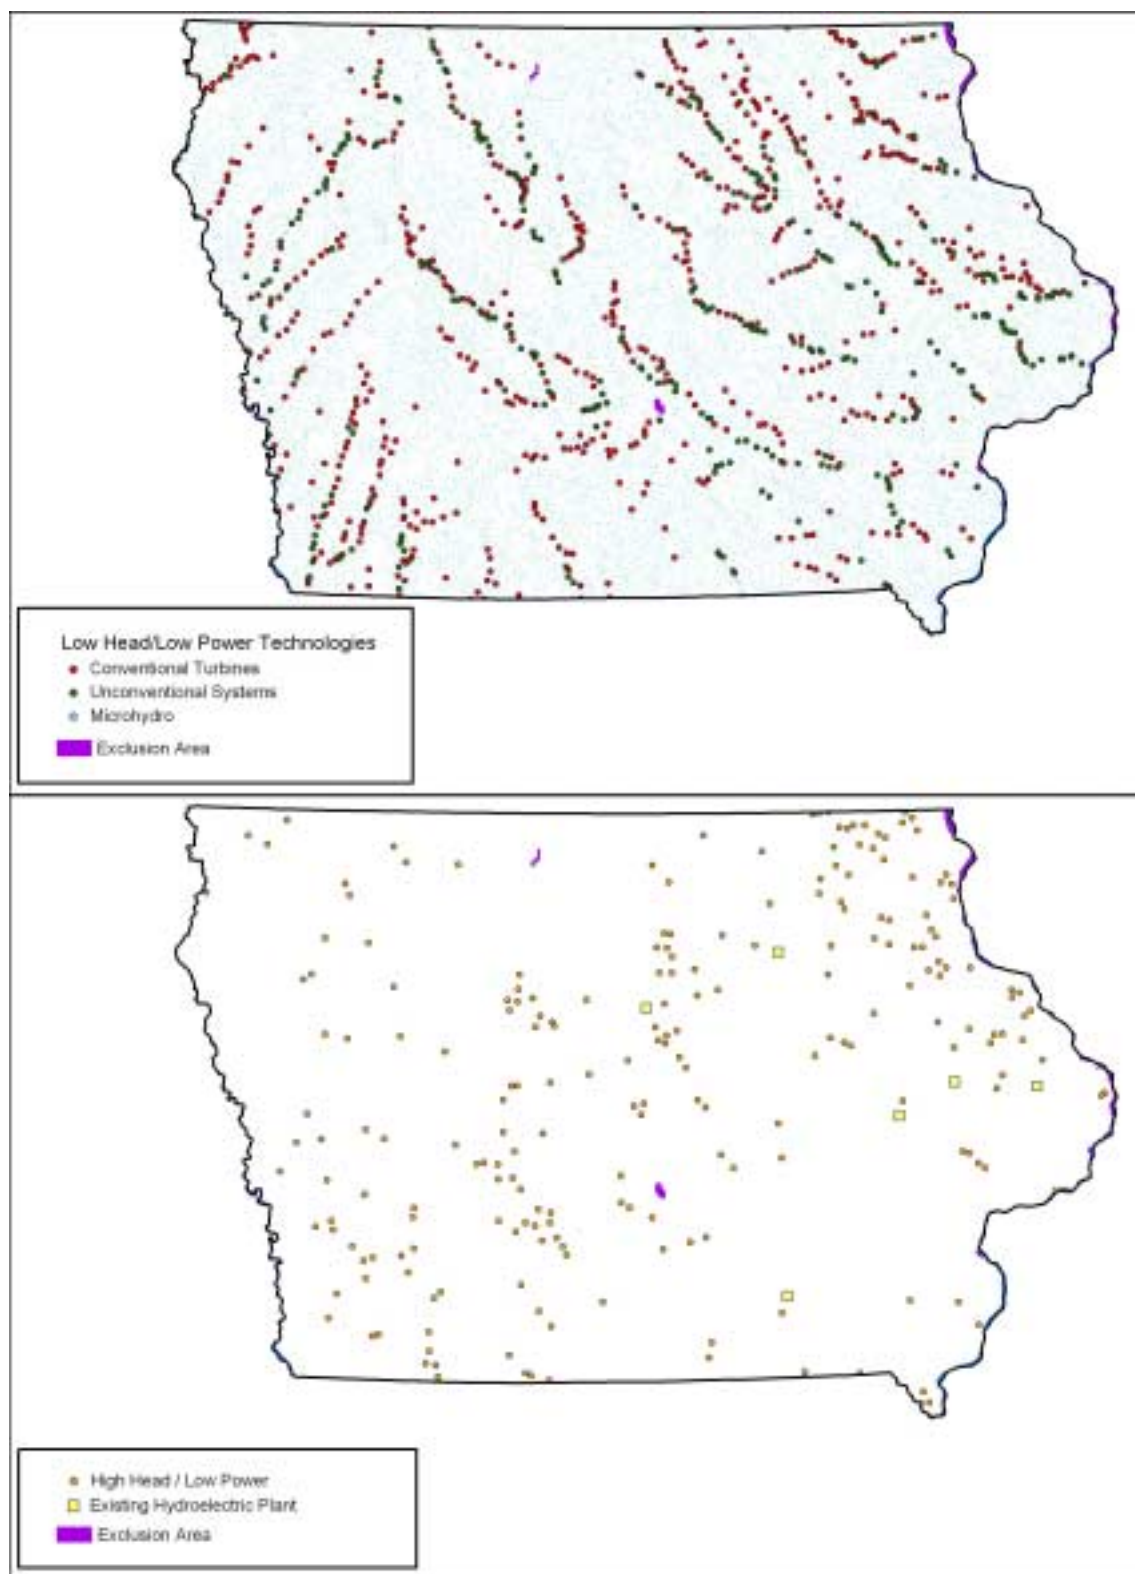 Low Head/Low Power Technologies
Conventional Turbines
Unconventional Systems
Microhydro
Exclusion Area
High Head / Low Power
Existing Hydroelectric Plant
Exclusion Area